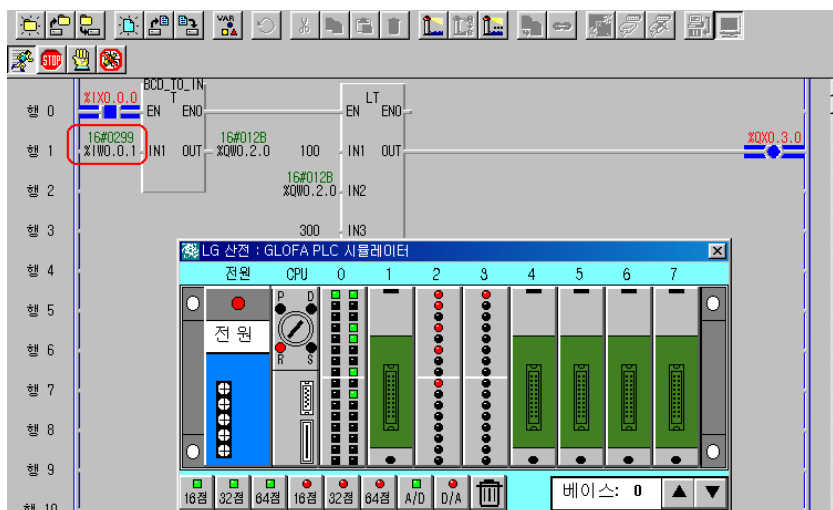 VAR
STOP
BCD_TO_IN
T
LT
%IX0.0.0
행 0
EN ENO
EN ENO
16#0299
16#012B
%QX0.3.0
행 1
%IW0.0.1
IN1 OUT
%QW0.2.0
100
IN1 OUT
16#012B
행 2
%QW0.2.0
IN2
행 3
300
IN3
LG 산전 : GLOFA PLC 시뮬레이터
행 4
전원 CPU 0 1 2 3 4 5 6 7
행 5
P D
전 원
행 6
R S
행 7
행 8
행 9
16점 32점 64점 16점 32점 64점 A/D D/A
베이스: 0
행 10